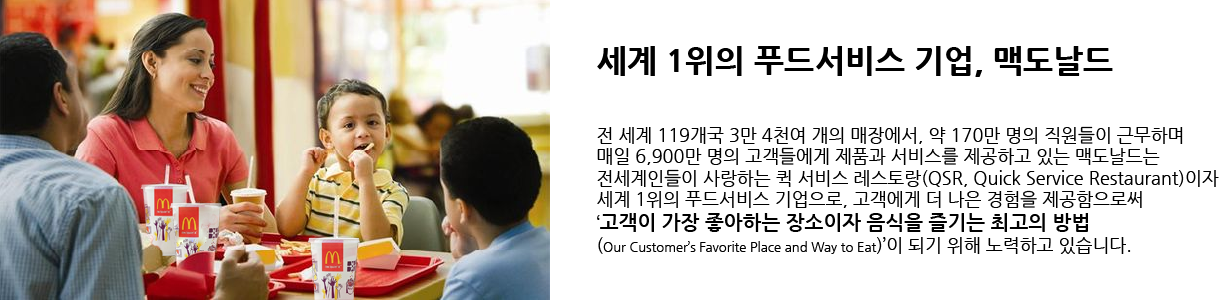 세계 1위의 푸드서비스 기업, 맥도날드
전 세계 119개국 3만 4천여 개의 매장에서, 약 170만 명의 직원들이 근무하며
매일 6,900만 명의 고객들에게 제품과 서비스를 제공하고 있는 맥도날드는
전세계인들이 사랑하는 퀵 서비스 레스토랑(QSR, Quick Service Restaurant)이자
세계 1위의 푸드서비스 기업으로, 고객에게 더 나은 경험을 제공함으로써
‘고객이 가장 좋아하는 장소이자 음식을 즐기는 최고의 방법
(Our Customer’s Favorite Place and Way to Eat)’이 되기 위해 노력하고 있습니다.